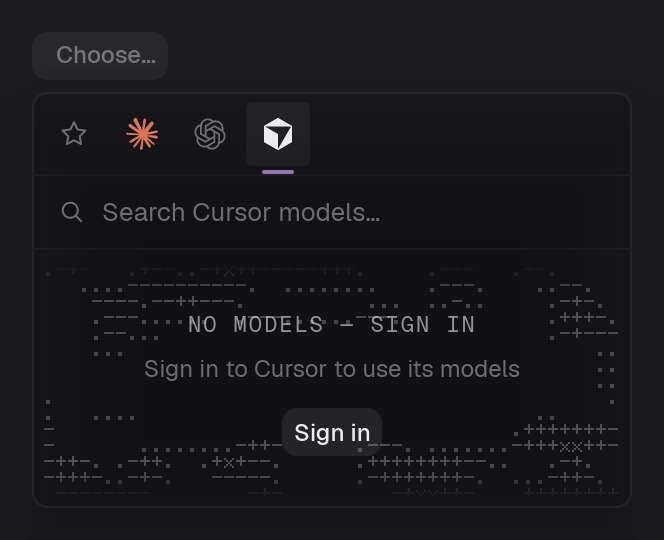 Choose…
Search Cursor models…
NO MODELS — SIGN IN
Sign in to Cursor to use its models
Sign in